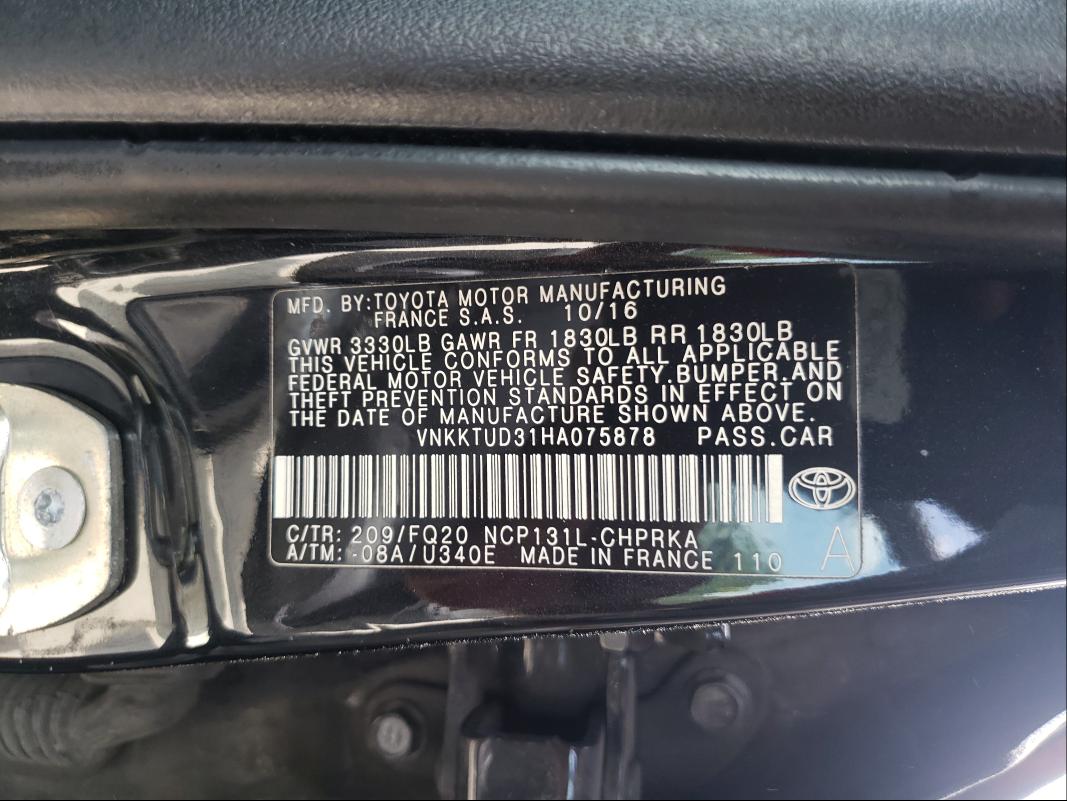 MFD. BY:TOYOTA MOTOR MANUFACTURING
FRANCE S.A.S. 10/16
GVWR 3330LB GAWR FR 1830LB RR 1830LB
THIS VEHICLE CONFORMS TO ALL APPLICABLE
FEDERAL MOTOR VEHICLE SAFETY,BUMPER,AND
THEFT PREVENTION STANDARDS IN EFFECT ON
THE DATE OF MANUFACTURE SHOWN ABOVE.
VNKKTUD31HA075878 PASS.CAR
C/TR: 209/FQ20 NCP131L-CHPRKA
A/TM: -08A/U340E MADE IN FRANCE 110 A